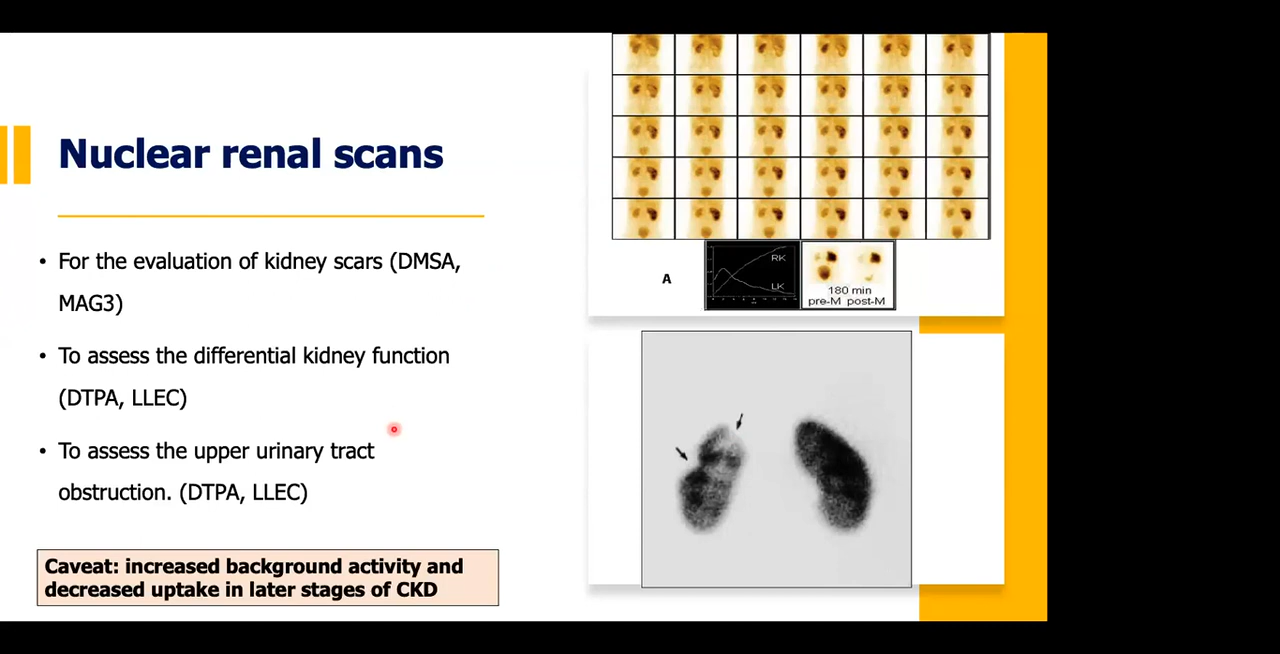 Nuclear renal scans
• For the evaluation of kidney scars (DMSA,
MAG3)
• To assess the differential kidney function
(DTPA, LLEC)
• To assess the upper urinary tract
obstruction. (DTPA, LLEC)
Caveat: increased background activity and
decreased uptake in later stages of CKD
A
RK
LK
180 min
pre-M post-M